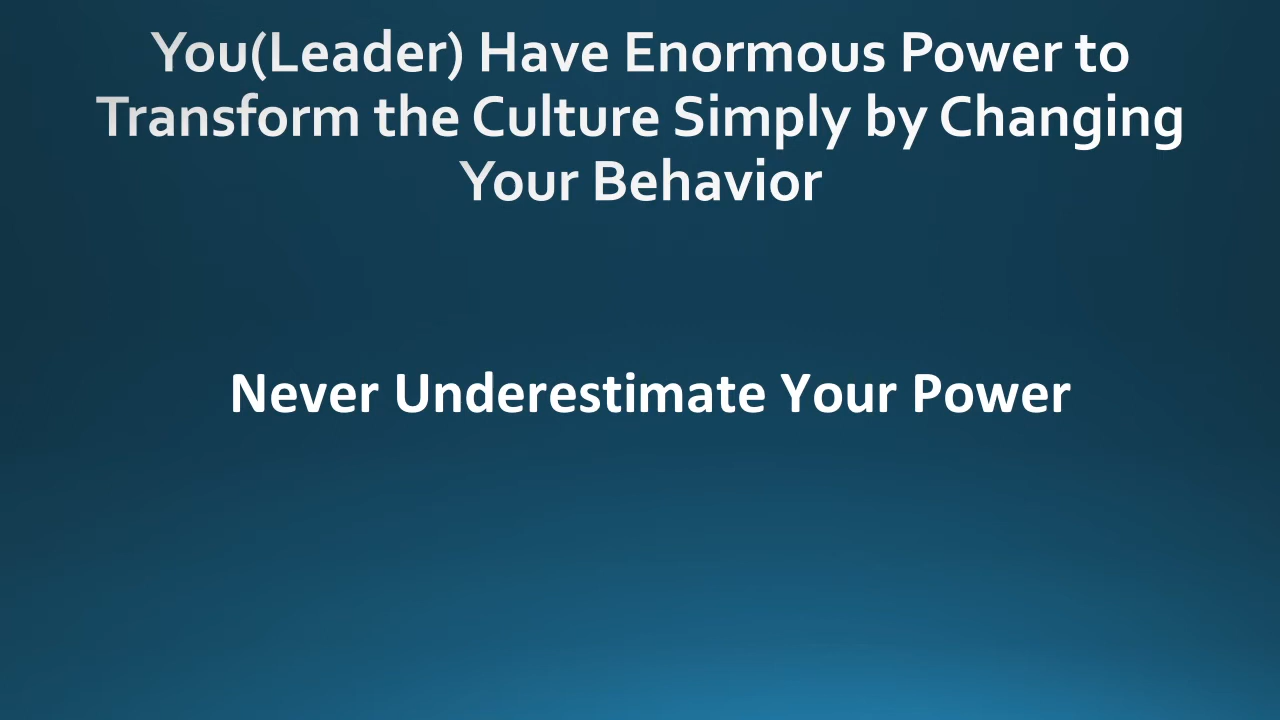 You(Leader) Have Enormous Power to
Transform the Culture Simply by Changing
Your Behavior
Never Underestimate Your Power